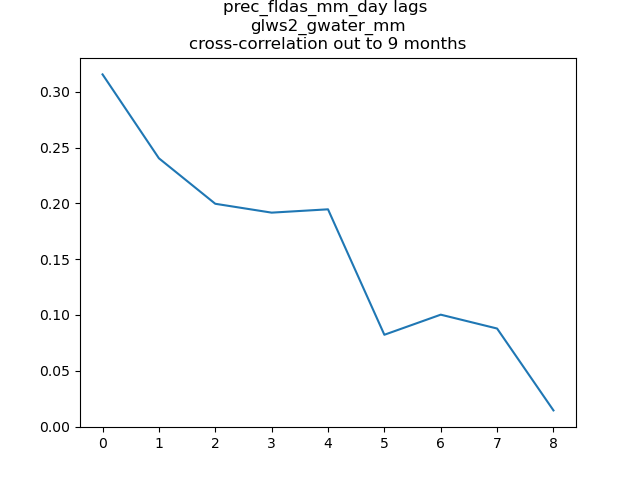 prec_fldas_mm_day lags
glws2_gwater_mm
cross-correlation out to 9 months
0.30
0.25
0.20
0.15
0.10
0.05
0.00
0 1 2 3 4 5 6 7 8